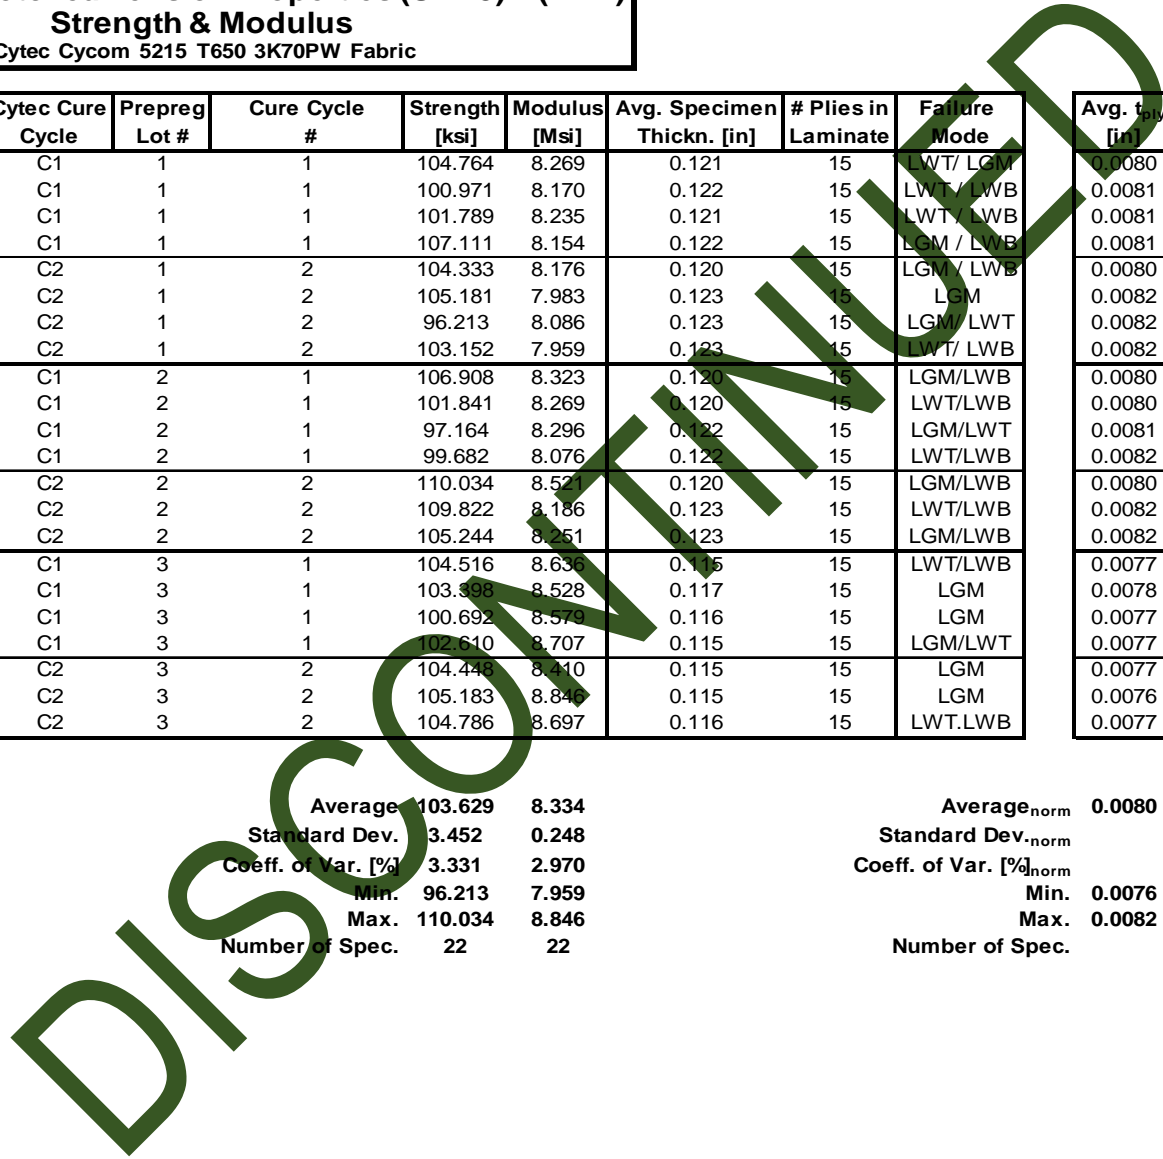 Strength & Modulus
Cytec Cycom 5215 T650 3K70PW Fabric
Cytec Cure Prepreg Cure Cycle Strength Modulus Avg. Specimen # Plies in Failure Avg. tply
Cycle Lot # # [ksi] [Msi] Thickn. [in] Laminate Mode [in]
C1 1 1 104.764 8.269 0.121 15 LWT/ LGM 0.0080
C1 1 1 100.971 8.170 0.122 15 LWT / LWB 0.0081
C1 1 1 101.789 8.235 0.121 15 LWT / LWB 0.0081
C1 1 1 107.111 8.154 0.122 15 LGM / LWB 0.0081
C2 1 2 104.333 8.176 0.120 15 LGM / LWB 0.0080
C2 1 2 105.181 7.983 0.123 15 LGM 0.0082
C2 1 2 96.213 8.086 0.123 15 LGM/ LWT 0.0082
C2 1 2 103.152 7.959 0.123 15 LWT/ LWB 0.0082
C1 2 1 106.908 8.323 0.120 15 LGM/LWB 0.0080
C1 2 1 101.841 8.269 0.120 15 LWT/LWB 0.0080
C1 2 1 97.164 8.296 0.122 15 LGM/LWT 0.0081
C1 2 1 99.682 8.076 0.122 15 LWT/LWB 0.0082
C2 2 2 110.034 8.521 0.120 15 LGM/LWB 0.0080
C2 2 2 109.822 8.186 0.123 15 LWT/LWB 0.0082
C2 2 2 105.244 8.251 0.123 15 LGM/LWB 0.0082
C1 3 1 104.516 8.636 0.115 15 LWT/LWB 0.0077
C1 3 1 103.398 8.528 0.117 15 LGM 0.0078
C1 3 1 100.692 8.579 0.116 15 LGM 0.0077
C1 3 1 102.610 8.707 0.115 15 LGM/LWT 0.0077
C2 3 2 104.448 8.410 0.115 15 LGM 0.0077
C2 3 2 105.183 8.846 0.115 15 LGM 0.0076
C2 3 2 104.786 8.697 0.116 15 LWT.LWB 0.0077
Average 103.629 8.334 Averagenorm 0.0080
Standard Dev. 3.452 0.248 Standard Dev.norm
Coeff. of Var. [%] 3.331 2.970 Coeff. of Var. [%]norm
Min. 96.213 7.959 Min. 0.0076
Max. 110.034 8.846 Max. 0.0082
Number of Spec. 22 22 Number of Spec.
DISCONTINUED